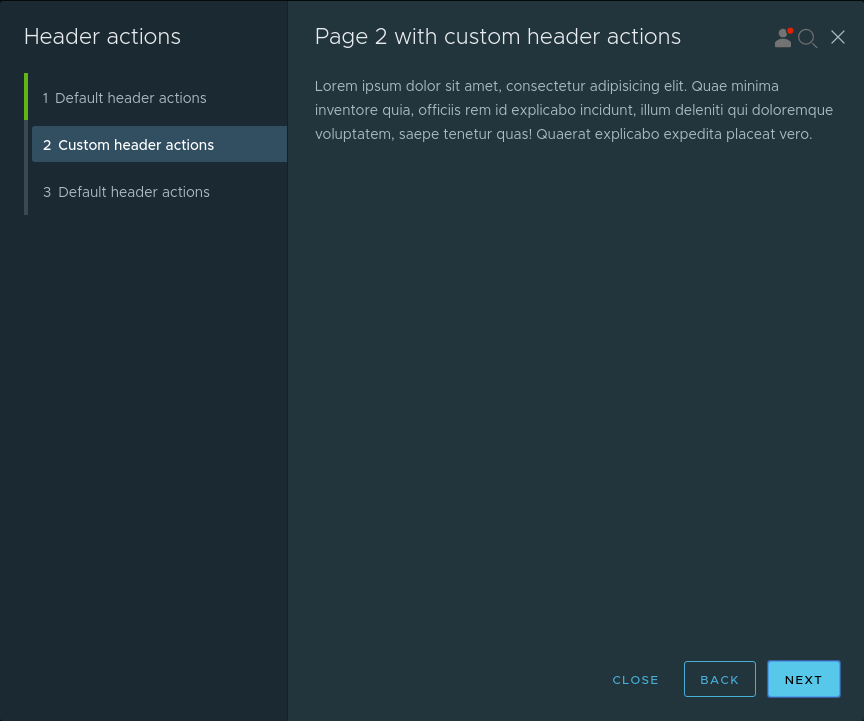 Header actions
1 Default header actions
2 Custom header actions
3 Default header actions
Page 2 with custom header actions
Lorem ipsum dolor sit amet, consectetur adipisicing elit. Quae minima
inventore quia, officiis rem id explicabo incidunt, illum deleniti qui doloremque
voluptatem, saepe tenetur quas! Quaerat explicabo expedita placeat vero.
CLOSE
BACK
NEXT